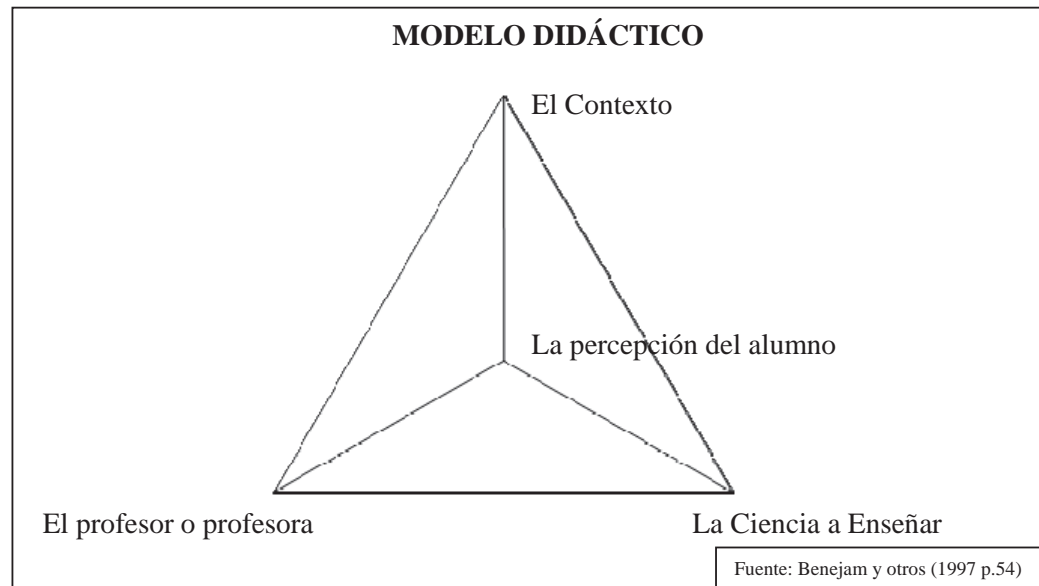 MODELO DIDÁCTICO
El Contexto
La percepción del alumno
El profesor o profesora
La Ciencia a Enseñar
Fuente: Benejam y otros (1997 p.54)